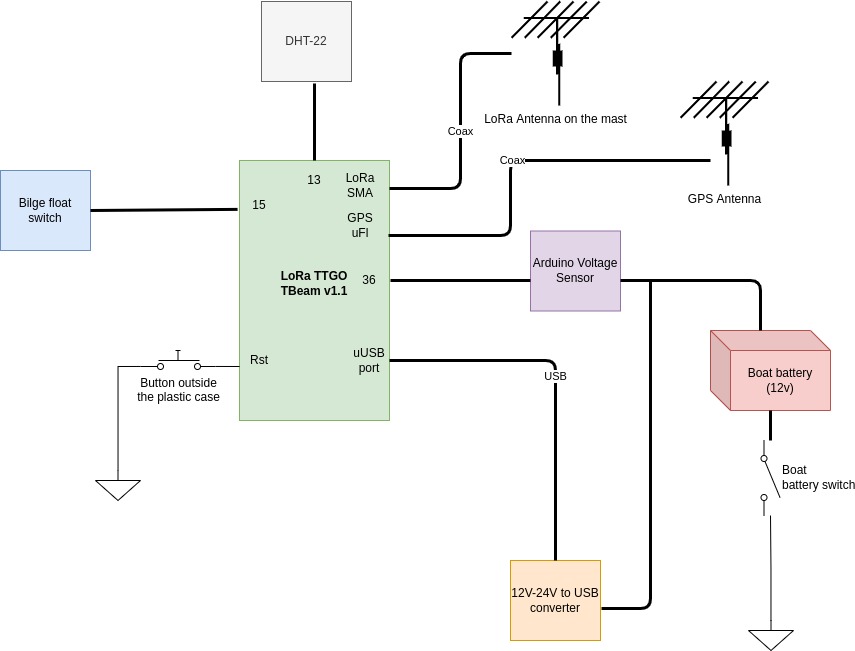 DHT-22
LoRa Antenna on the mast
Coax
Coax
GPS Antenna
Bilge float
switch
13
LoRa
SMA
15
GPS
uFl
LoRa TTGO
TBeam v1.1
36
Arduino Voltage
Sensor
Rst
uUSB
port
USB
Button outside
the plastic case
Boat battery
(12v)
Boat
battery switch
12V-24V to USB
converter